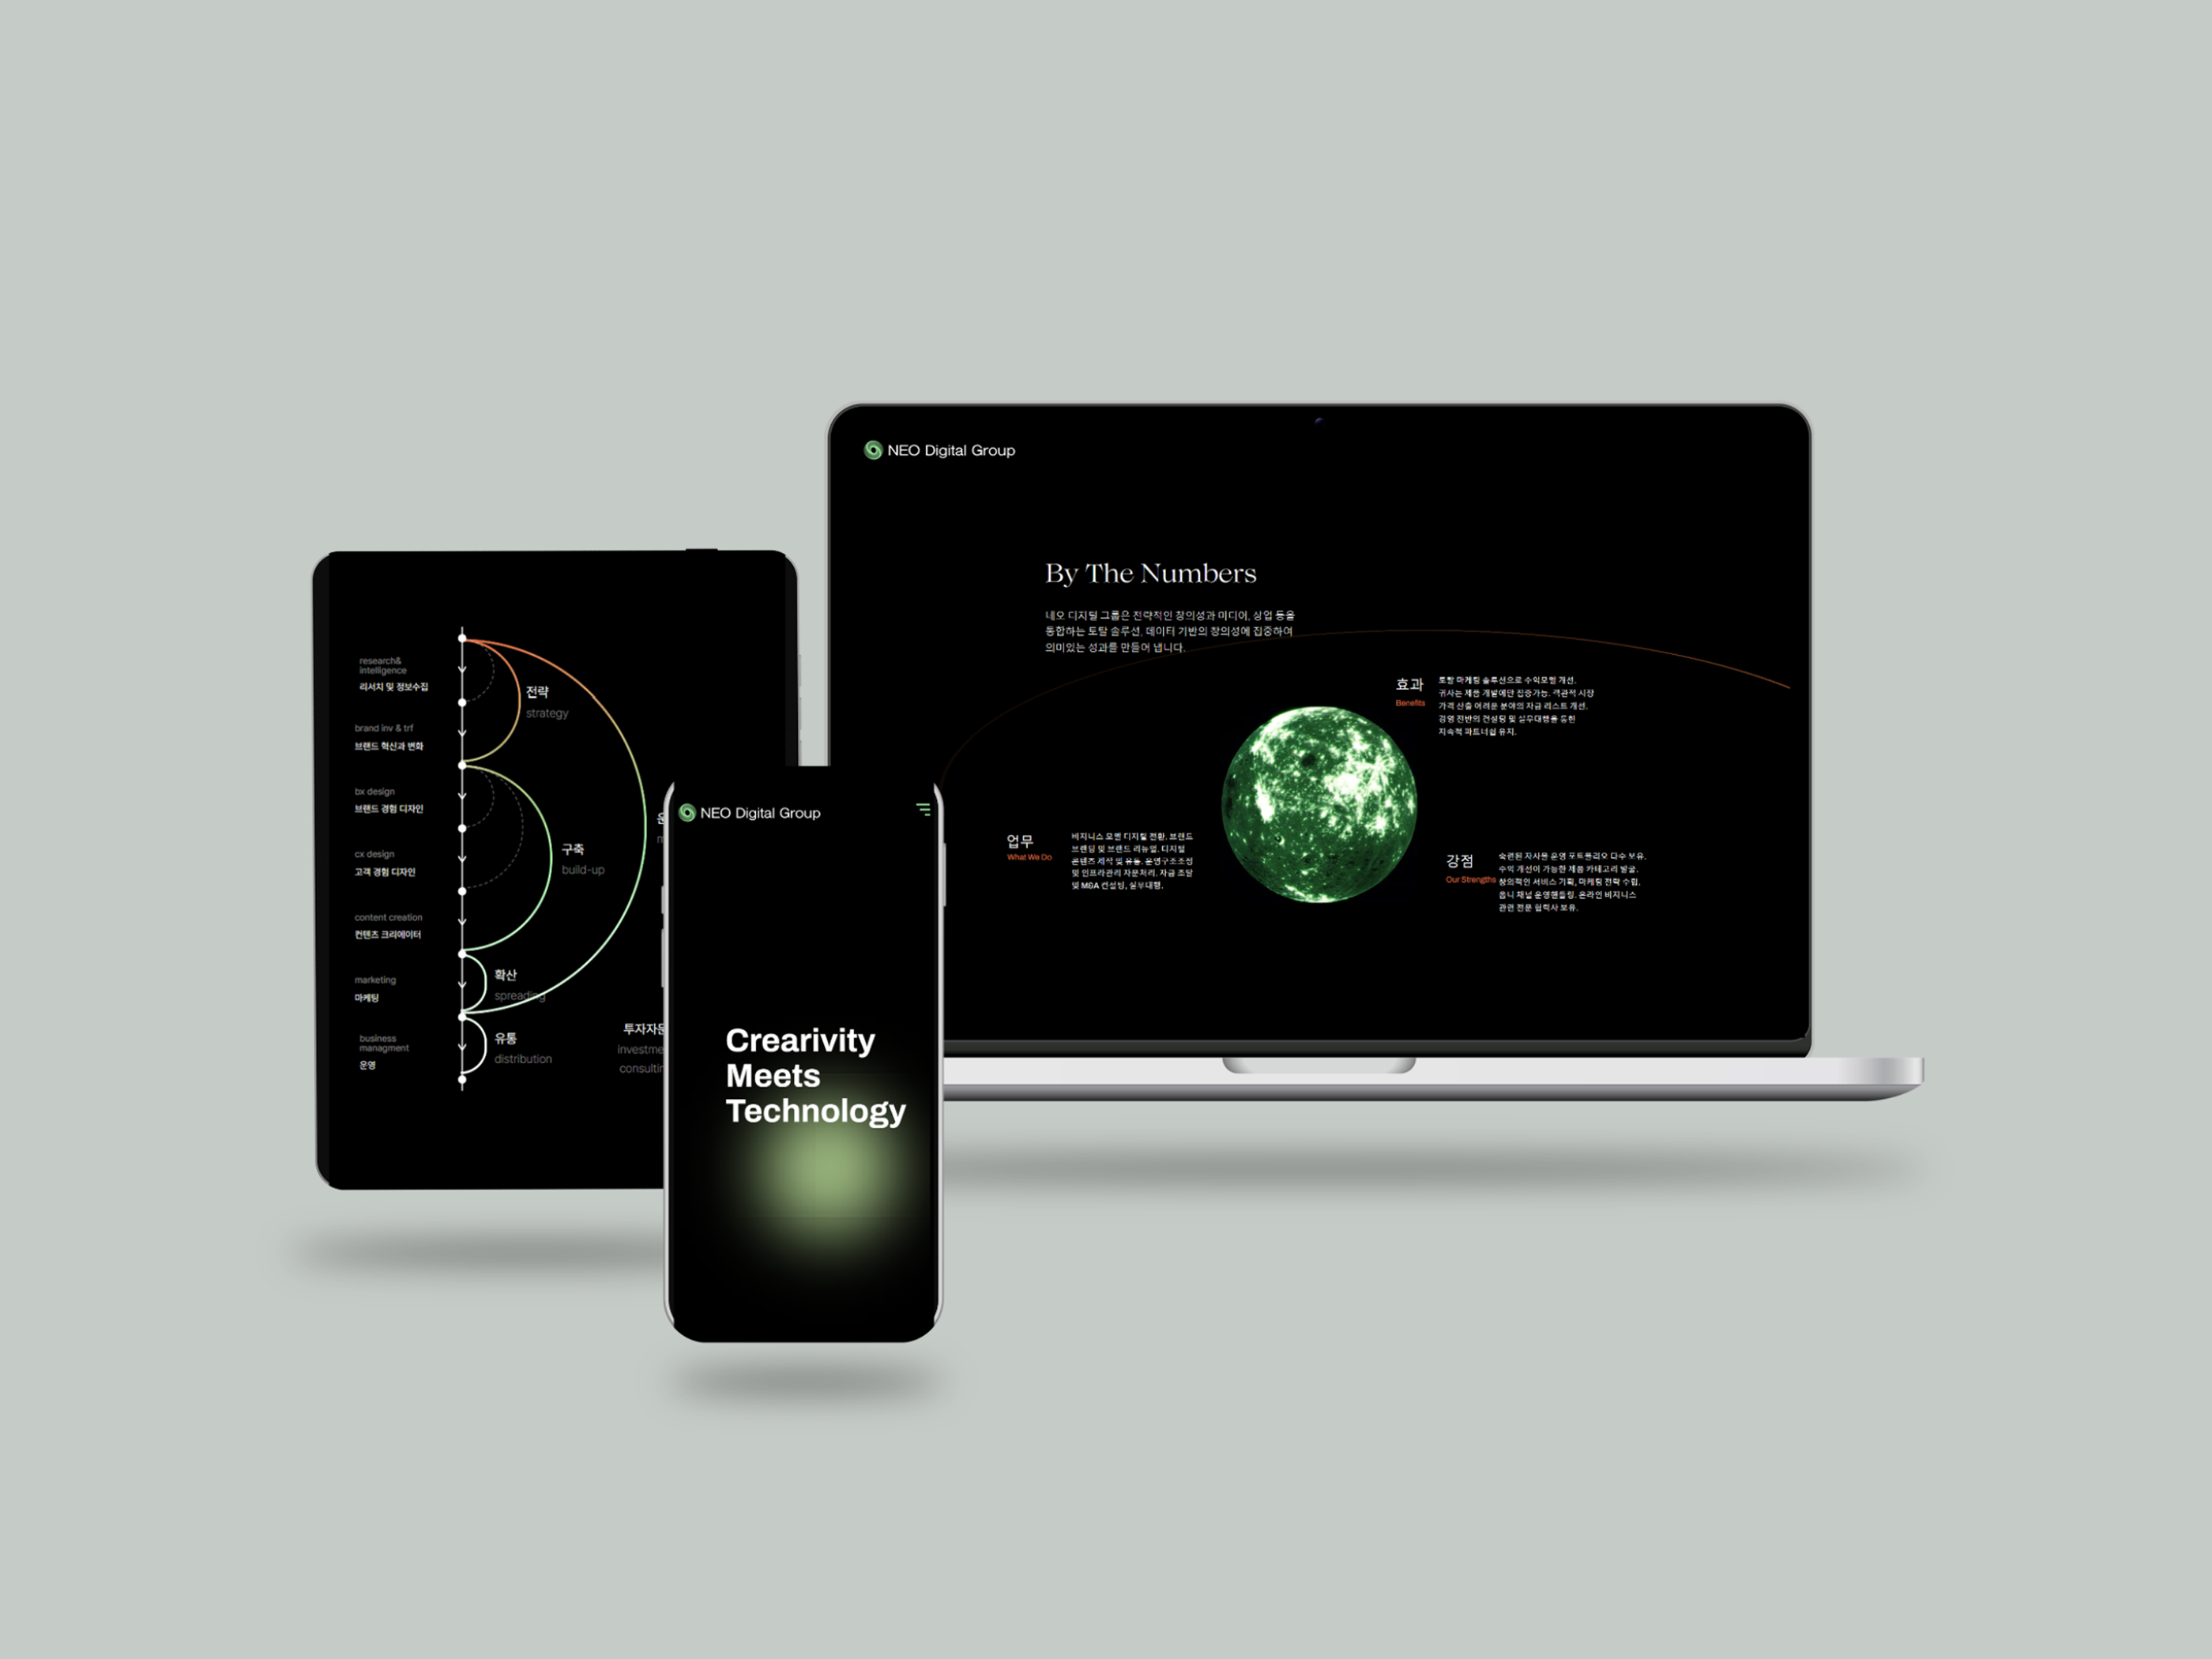 NEO Digital Group
By The Numbers
네오 디지털 그룹은 전략적인 창의성과 미디어, 상업 등을
통합하는 토탈 솔루션, 데이터 기반의 창의성에 집중하여
의미있는 성과를 만들어 냅니다.
효과
Benefits
토탈 마케팅 솔루션으로 수익모델 개선.
귀사는 제품 개발에만 집중가능. 객관적 시장
가격 산출 어려운 분야의 자금 리스트 개선.
경영 전반의 컨설팅 및 실무대행을 통한
지속적 파트너쉽 유지.
업무
What We Do
비지니스 모델 디지털 전환. 브랜드
브랜딩 및 브랜드 리뉴얼. 디지털
콘텐츠 제작 및 유통. 운영구조조정
및 인프라관리 자문처리. 자금 조달
및 M&A 컨설팅, 실무대행.
강점
Our Strengths
숙련된 자사몰 운영 포트폴리오 다수 보유.
수익 개선이 가능한 제품 카테고리 발굴.
창의적인 서비스 기획, 마케팅 전략 수립.
옴니 채널 운영핸들링. 온라인 비지니스
관련 전문 협력사 보유.
research&
intelligence
리서치 및 정보수집
brand inv & trf
브랜드 혁신과 변화
bx design
브랜드 경험 디자인
cx design
고객 경험 디자인
content creation
컨텐츠 크리에이터
marketing
마케팅
business
managment
운영
전략
strategy
구축
build-up
확산
spreading
유통
distribution
투자자문
investme
consultin
NEO Digital Group
Crearivity
Meets
Technology